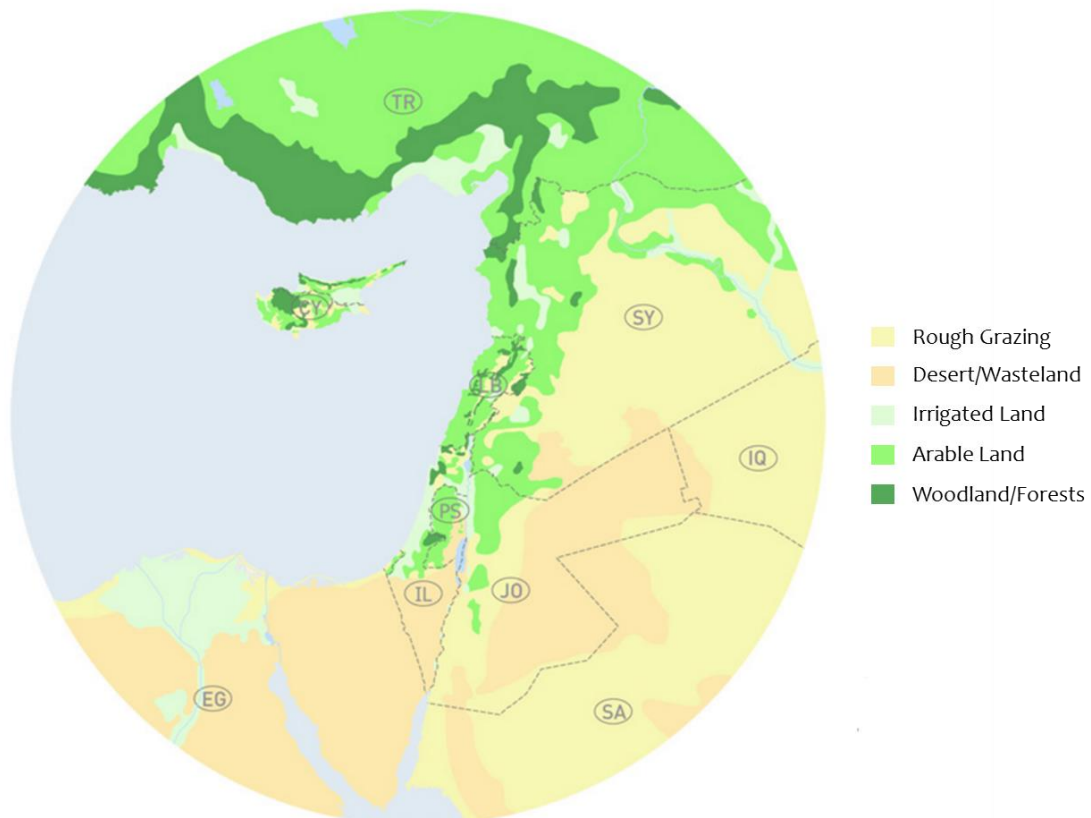 TR
CY
SY
LB
IQ
PS
IL
JO
EG
SA
Rough Grazing
Desert/Wasteland
Irrigated Land
Arable Land
Woodland/Forests